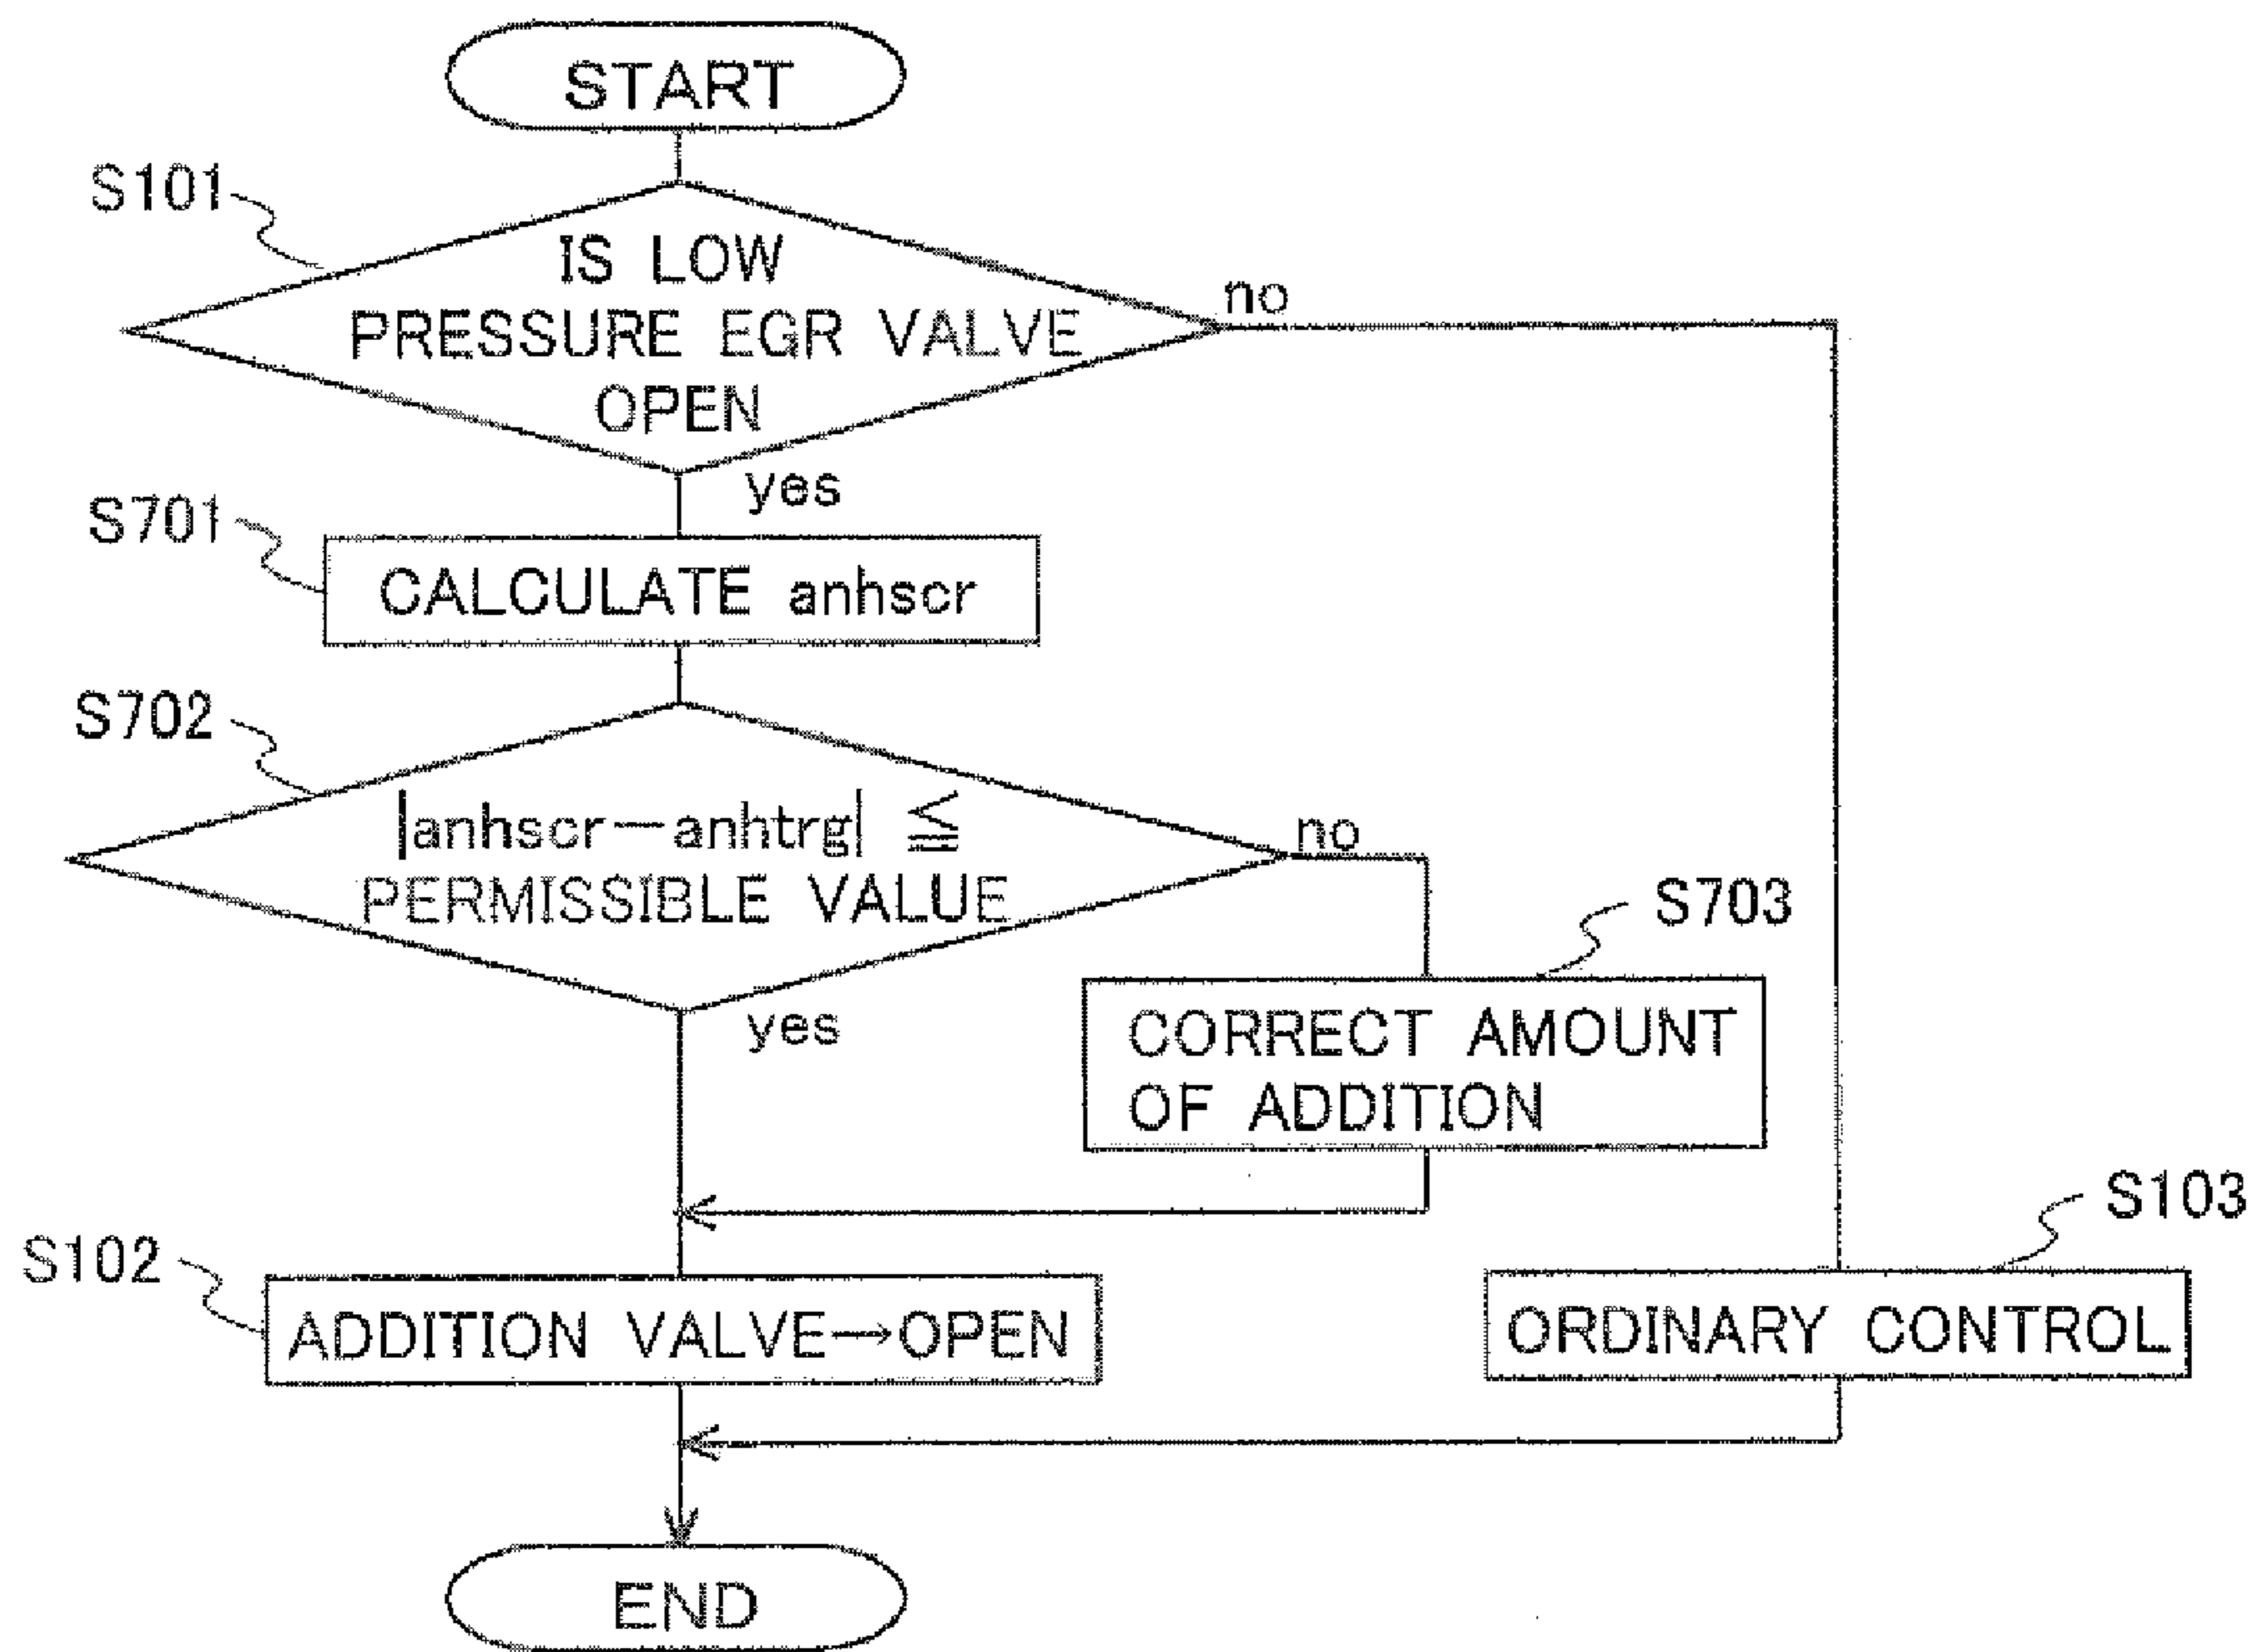 START
S101
IS LOW
PRESSURE EGR VALVE
OPEN
no
yes
S701
CALCULATE anhscr
S702
|anhscr−anhtrg| ≦
PERMISSIBLE VALUE
no
yes
S703
CORRECT AMOUNT
OF ADDITION
S102
ADDITION VALVE→OPEN
S103
ORDINARY CONTROL
END